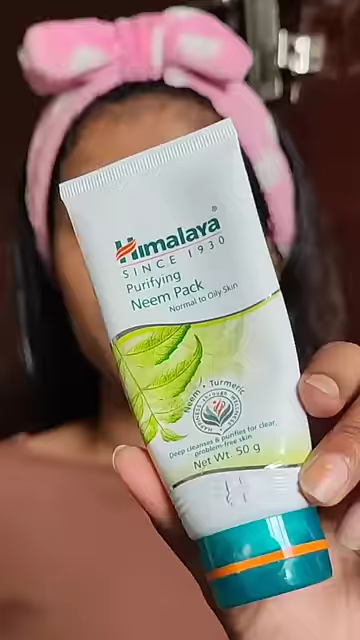 Himalaya®
SINCE 1930
Purifying
Neem Pack
Normal to Oily Skin
Neem • Turmeric
Deep cleanses & purifies for clear,
problem-free skin
Net Wt. 50 g